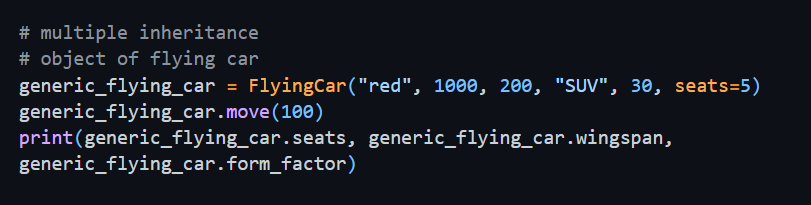 # multiple inheritance
# object of flying car
generic_flying_car = FlyingCar("red", 1000, 200, "SUV", 30, seats=5)
generic_flying_car.move(100)
print(generic_flying_car.seats, generic_flying_car.wingspan,
generic_flying_car.form_factor)